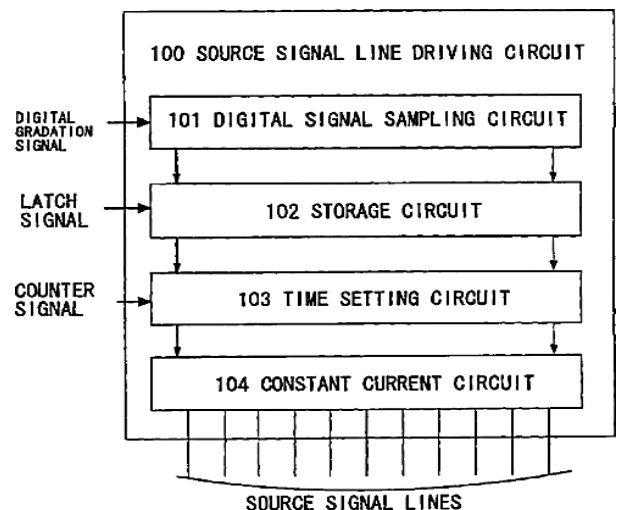 100 SOURCE SIGNAL LINE DRIVING CIRCUIT
DIGITAL
GRADATION
SIGNAL
101 DIGITAL SIGNAL SAMPLING CIRCUIT
LATCH
SIGNAL
102 STORAGE CIRCUIT
COUNTER
SIGNAL
103 TIME SETTING CIRCUIT
104 CONSTANT CURRENT CIRCUIT
SOURCE SIGNAL LINES